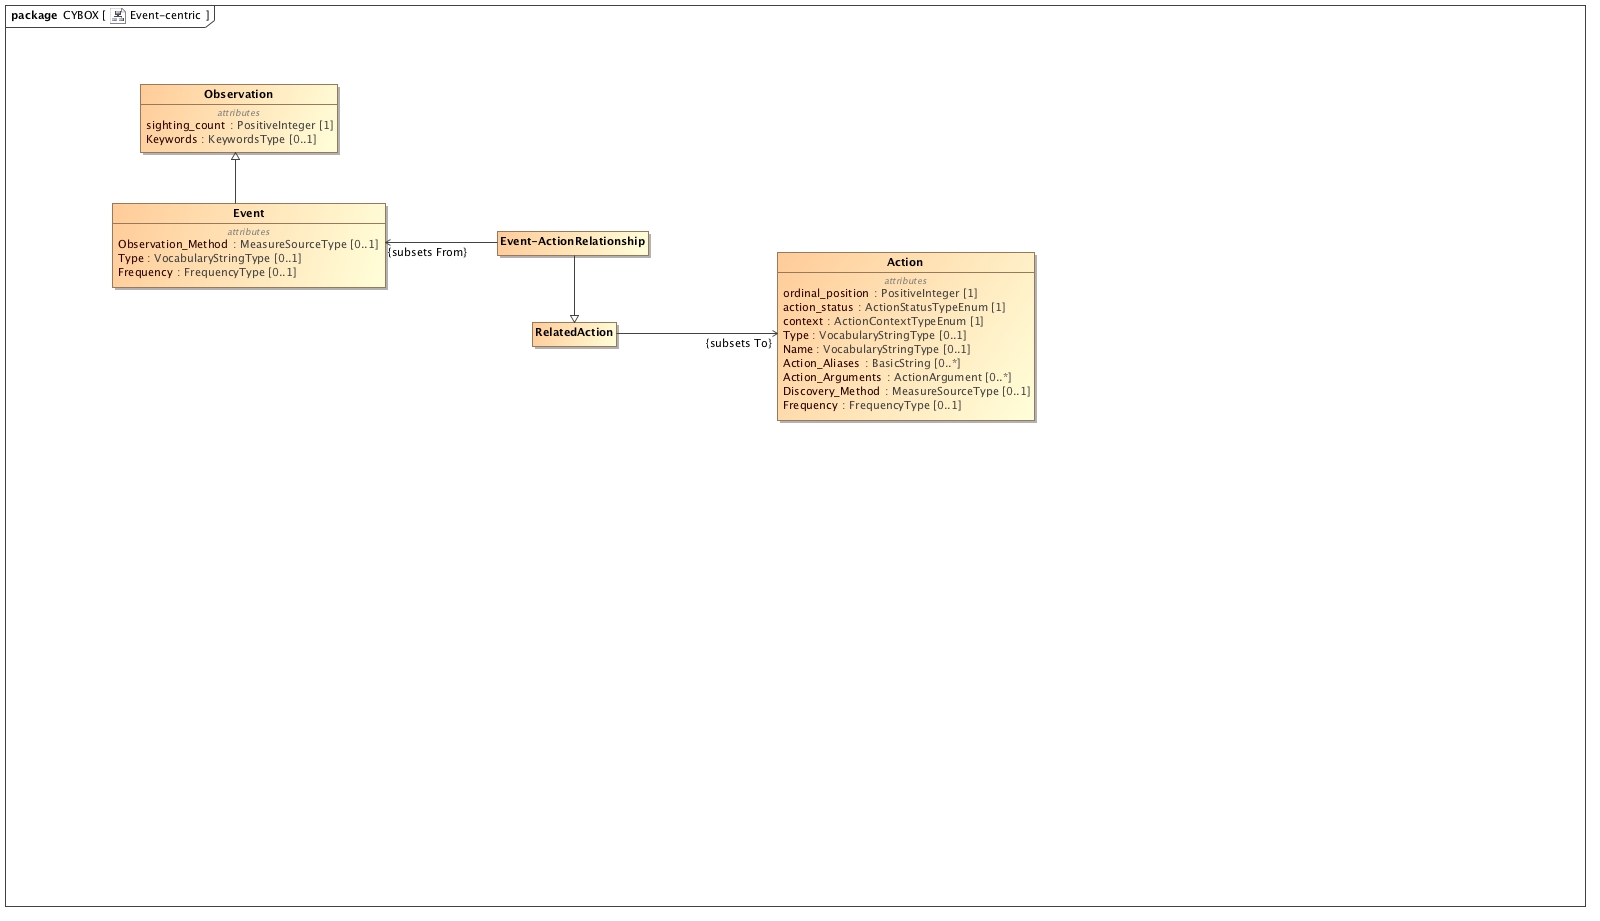 package CYBOX [ Event-centric ]
Observation
attributes
sighting_count : PositiveInteger [1]
Keywords : KeywordsType [0..1]
Event
attributes
Observation_Method : MeasureSourceType [0..1]
Type : VocabularyStringType [0..1]
Frequency : FrequencyType [0..1]
{subsets From}
Event-ActionRelationship
RelatedAction
{subsets To}
Action
attributes
ordinal_position : PositiveInteger [1]
action_status : ActionStatusTypeEnum [1]
context : ActionContextTypeEnum [1]
Type : VocabularyStringType [0..1]
Name : VocabularyStringType [0..1]
Action_Aliases : BasicString [0..*]
Action_Arguments : ActionArgument [0..*]
Discovery_Method : MeasureSourceType [0..1]
Frequency : FrequencyType [0..1]